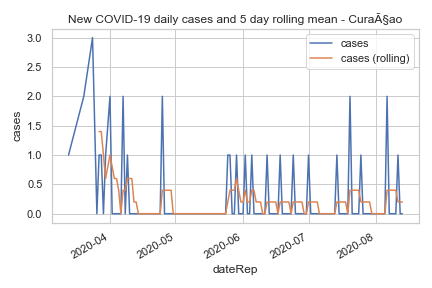 New COVID-19 daily cases and 5 day rolling mean - CuraÃ§ao
cases
cases (rolling)
3.0
2.5
2.0
1.5
1.0
0.5
0.0
cases
2020-04
2020-05
2020-06
2020-07
2020-08
dateRep